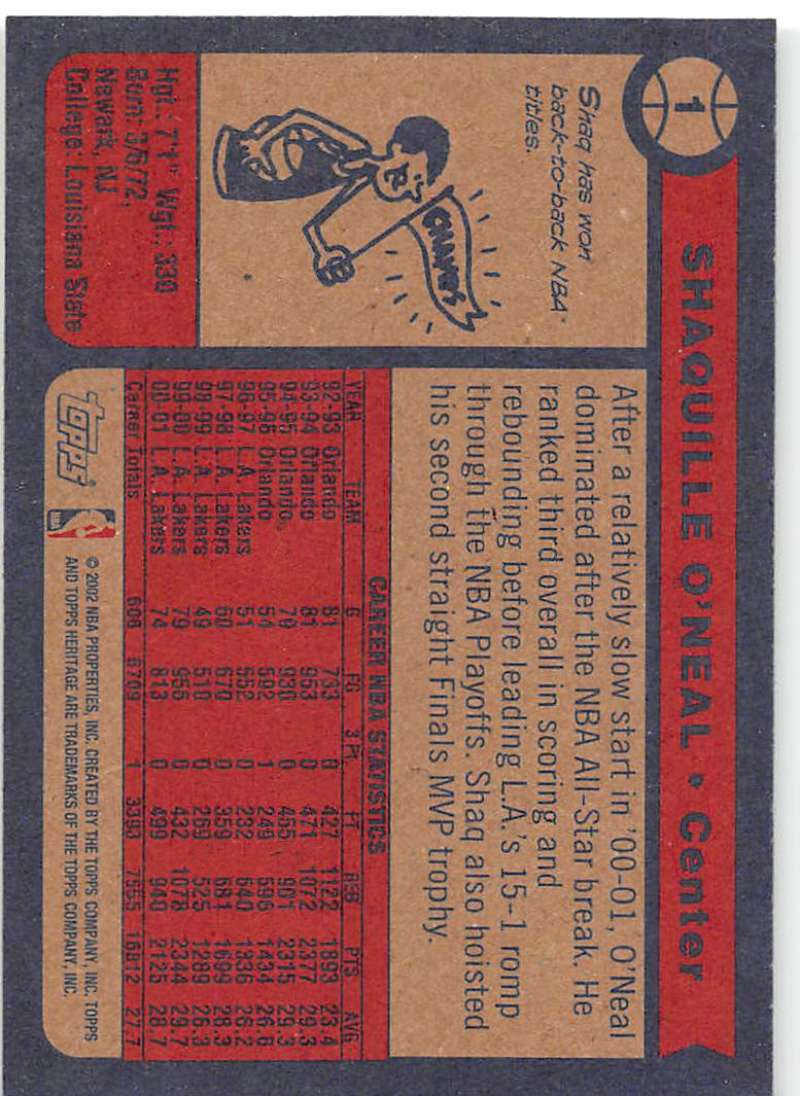 1
SHAQUILLE O'NEAL • Center
Shaq has won
back-to-back NBA
titles.
CHAMPS
Hgt.: 7'1" Wgt.: 330
Born: 3/6/72,
Newark, NJ
College: Louisiana State
After a relatively slow start in '00-01, O'Neal
dominated after the NBA All-Star break. He
ranked third overall in scoring and
rebounding before leading L.A.'s 15-1 romp
through the NBA Playoffs. Shaq also hoisted
his second straight Finals MVP trophy.
CAREER NBA STATISTICS
YEAR TEAM G FG 3 Pt. FT REB PTS AVG
92-93 Orlando 81 733 0 427 1122 1893 23.4
93-94 Orlando 81 953 0 471 1072 2377 29.3
94-95 Orlando 79 930 0 455 901 2315 29.3
95-96 Orlando 54 592 1 249 596 1434 26.6
96-97 L.A. Lakers 51 552 0 232 640 1336 26.2
97-98 L.A. Lakers 60 670 0 359 681 1699 28.3
98-99 L.A. Lakers 49 510 0 269 525 1289 26.3
99-00 L.A. Lakers 79 956 0 432 1078 2344 29.7
00-01 L.A. Lakers 74 813 0 499 940 2125 28.7
Career Totals 608 6709 1 3393 7555 16812 27.7
topps
© 2002 NBA PROPERTIES, INC. CREATED BY THE TOPPS COMPANY, INC. TOPPS
AND TOPPS HERITAGE ARE TRADEMARKS OF THE TOPPS COMPANY, INC.